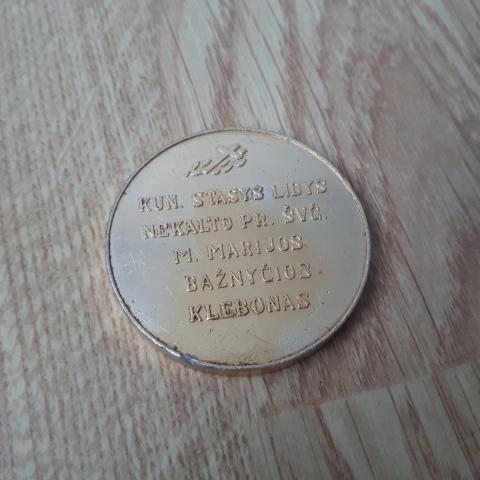 KUN. STASYS LIDYS
NEKALTO PR. ŠVČ.
M. MARIJOS
BAŽNYČIOS
KLEBONAS